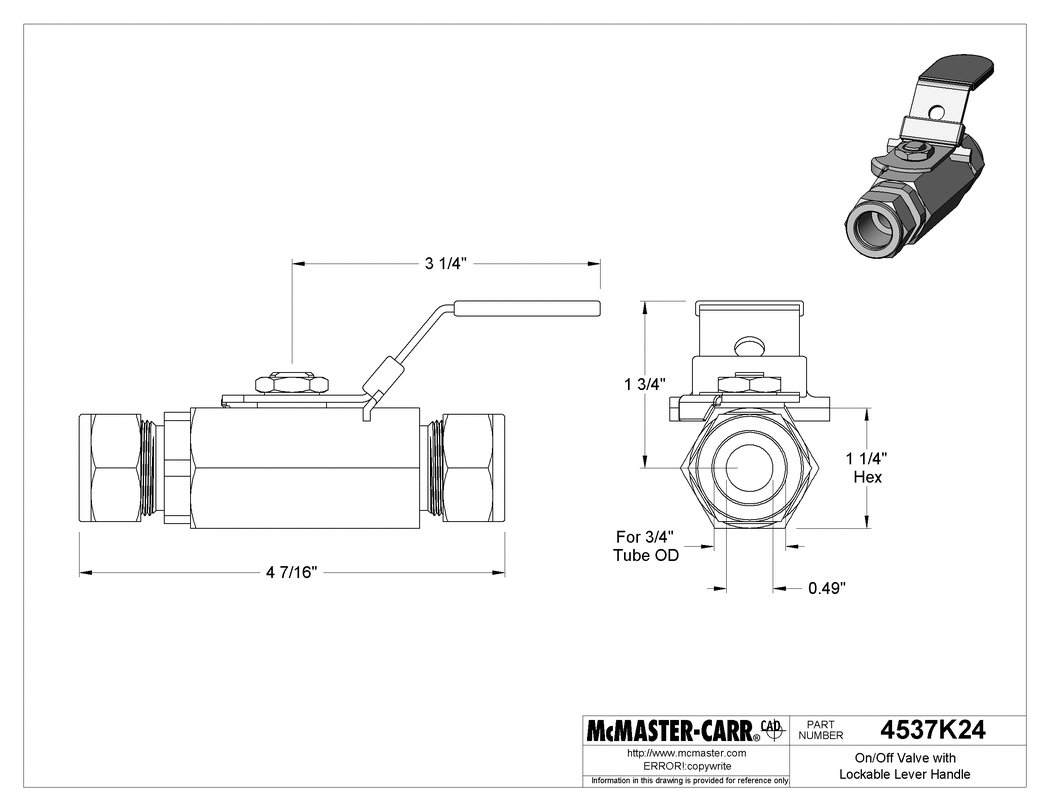 3 1/4"
1 3/4"
1 1/4"
Hex
For 3/4"
Tube OD
4 7/16"
0.49"
McMASTER-CARR® CAD
PART
NUMBER
4537K24
http://www.mcmaster.com
ERROR!:copywrite
Information in this drawing is provided for reference only.
On/Off Valve with
Lockable Lever Handle